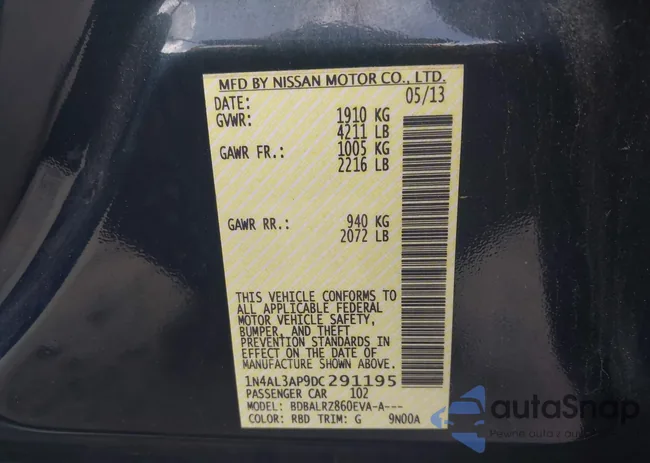 MFD BY NISSAN MOTOR CO., LTD.
DATE: 05/13
GVWR: 1910 KG
4211 LB
GAWR FR.: 1005 KG
2216 LB
GAWR RR.: 940 KG
2072 LB
THIS VEHICLE CONFORMS TO
ALL APPLICABLE FEDERAL
MOTOR VEHICLE SAFETY,
BUMPER, AND THEFT
PREVENTION STANDARDS IN
EFFECT ON THE DATE OF
MANUFACTURE SHOWN ABOVE.
1N4AL3AP9DC291195
PASSENGER CAR 102
MODEL: BDBALRZ860EVA-A---
COLOR: RBD TRIM: G 9N00A
autoSnap
Pewne auta z